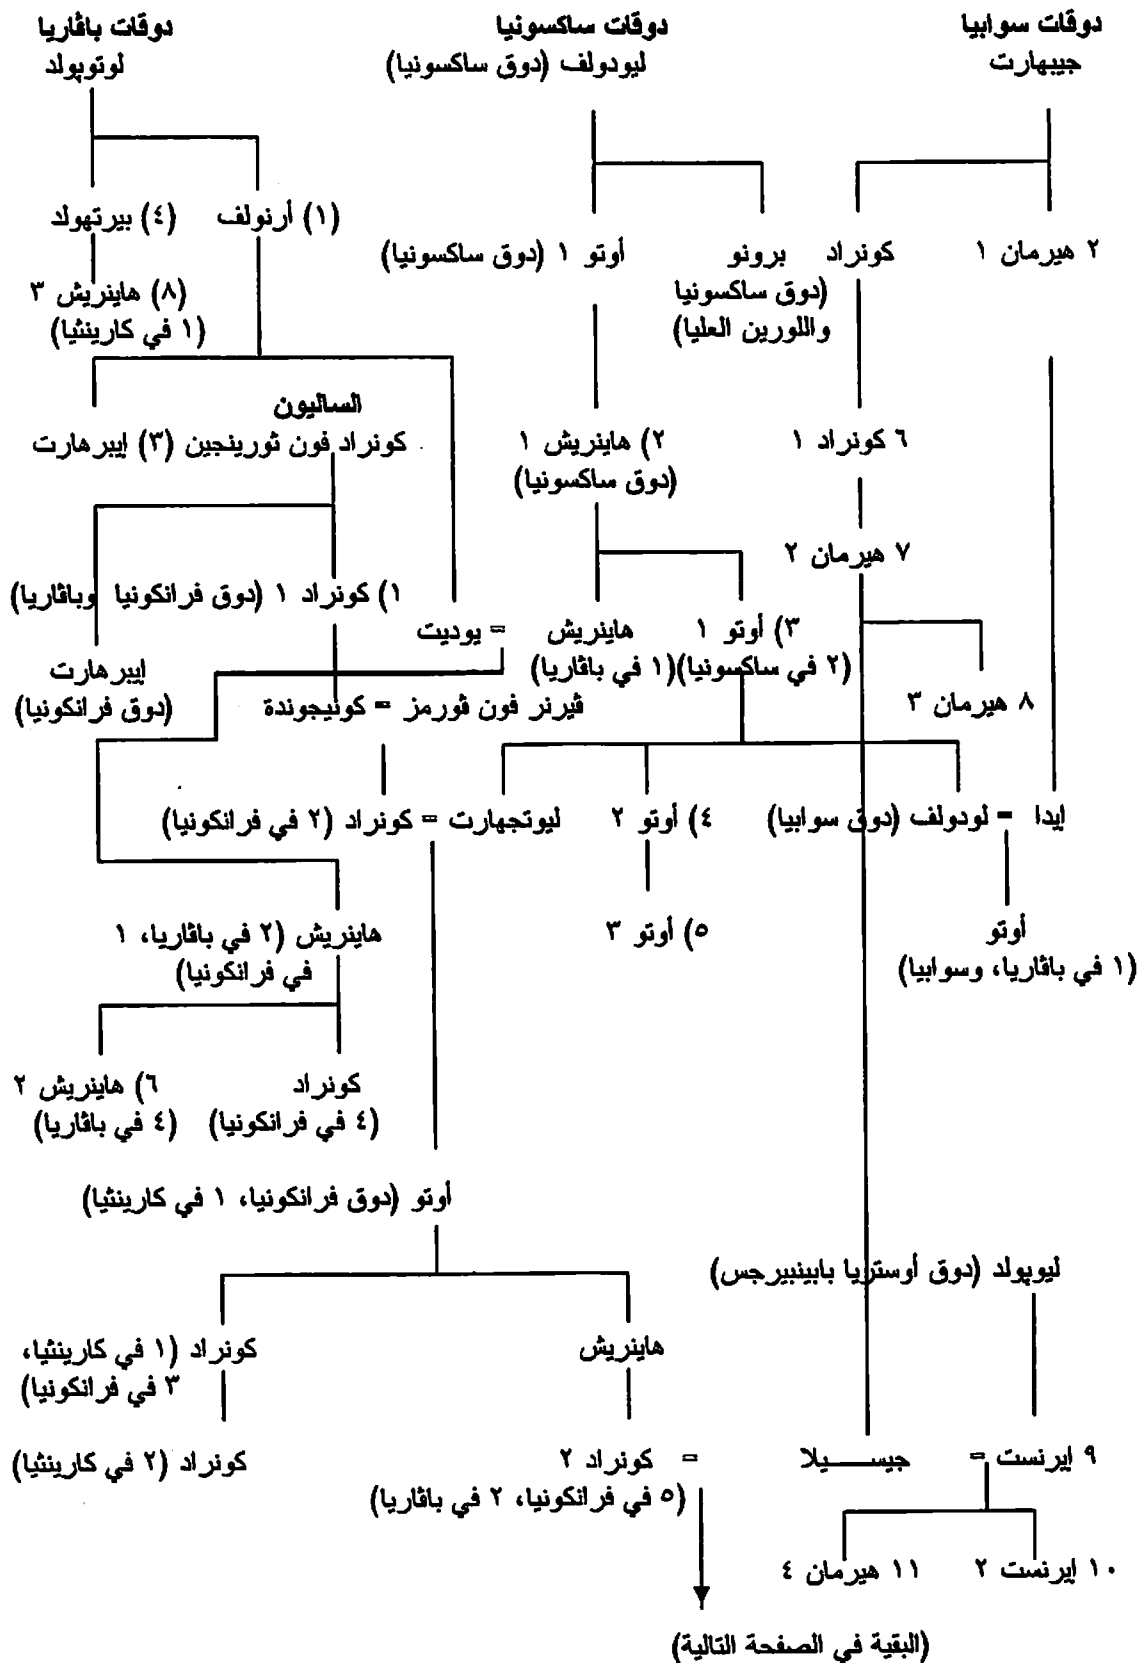 دوقات سوابيا
دوقات ساكسونيا
دوقات باڤاريا
جيبهارت
ليودولف (دوق ساكسونيا)
لوتوپولد
٢ هيرمان ١
كونراد
برونو
(دوق ساكسونيا
واللورين العليا)
أوتو ١ (دوق ساكسونيا)
(١) أرنولف
(٤) بيرتهولد
(٨) هاينريش ٣
(١ في كارينثيا)
الساليون
٦ كونراد ١
٢) هاينريش ١
(دوق ساكسونيا)
كونراد فون ثورينجين
(٣) إيبرهارت
٧ هيرمان ٢
١) كونراد ١ (دوق فرانكونيا وباڤاريا)
٣) أوتو ١
(٢ في ساكسونيا)
هاينريش
(١ في باڤاريا)
= يوديت
إيبرهارت
(دوق فرانكونيا)
٨ هيرمان ٣
ڤيرنر فون ڤورمز = كونيجوندة
إيدا = لودولف (دوق سوابيا)
٤) أوتو ٢
ليوتجهارت = كونراد (٢ في فرانكونيا)
أوتو
(١ في باڤاريا، وسوابيا)
٥) أوتو ٣
هاينريش (٢ في باڤاريا، ١
في فرانكونيا)
كونراد
(٤ في فرانكونيا)
٦) هاينريش ٢
(٤ في باڤاريا)
أوتو (دوق فرانكونيا، ١ في كارينثيا)
ليوپولد (دوق أوستريا بابينبيرجس)
هاينريش
كونراد (١ في كارينثيا،
٣ في فرانكونيا)
٩ إيرنست = جيسـيلا = كونراد ٢
(٥ في فرانكونيا، ٢ في باڤاريا)
كونراد (٢ في كارينثيا)
١٠ إيرنست ٢
١١ هيرمان ٤
(البقية في الصفحة التالية)